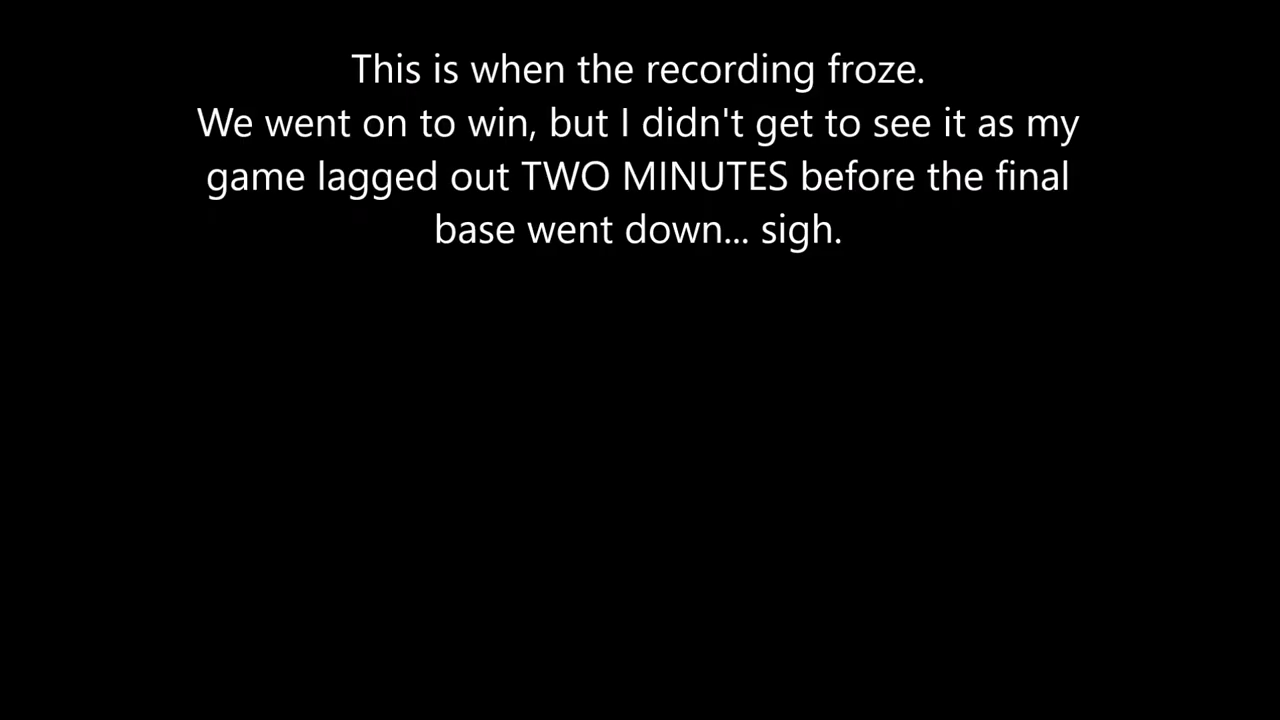 This is when the recording froze.
We went on to win, but I didn't get to see it as my
game lagged out TWO MINUTES before the final
base went down... sigh.